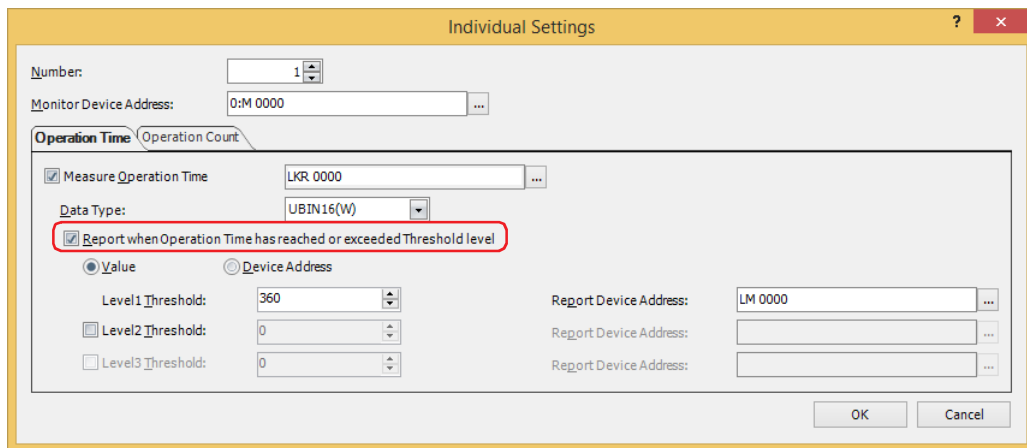 Individual Settings
? ×
Number: 1
Monitor Device Address: 0:M 0000 ...
Operation Time Operation Count
Measure Operation Time LKR 0000 ...
Data Type: UBIN16(W)
Report when Operation Time has reached or exceeded Threshold level
Value Device Address
Level1 Threshold: 360 Report Device Address: LM 0000 ...
Level2 Threshold: 0 Report Device Address: ...
Level3 Threshold: 0 Report Device Address: ...
OK Cancel